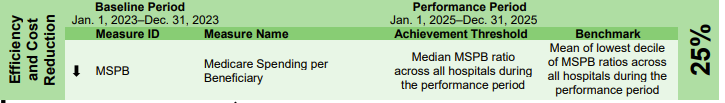 Efficiency
and Cost
Reduction
Baseline Period
Jan. 1, 2023–Dec. 31, 2023
Performance Period
Jan. 1, 2025–Dec. 31, 2025
Measure ID
Measure Name
Achievement Threshold
Benchmark
MSPB
Medicare Spending per
Beneficiary
Median MSPB ratio
across all hospitals during
the performance period
Mean of lowest decile
of MSPB ratios across
all hospitals during the
performance period
25%